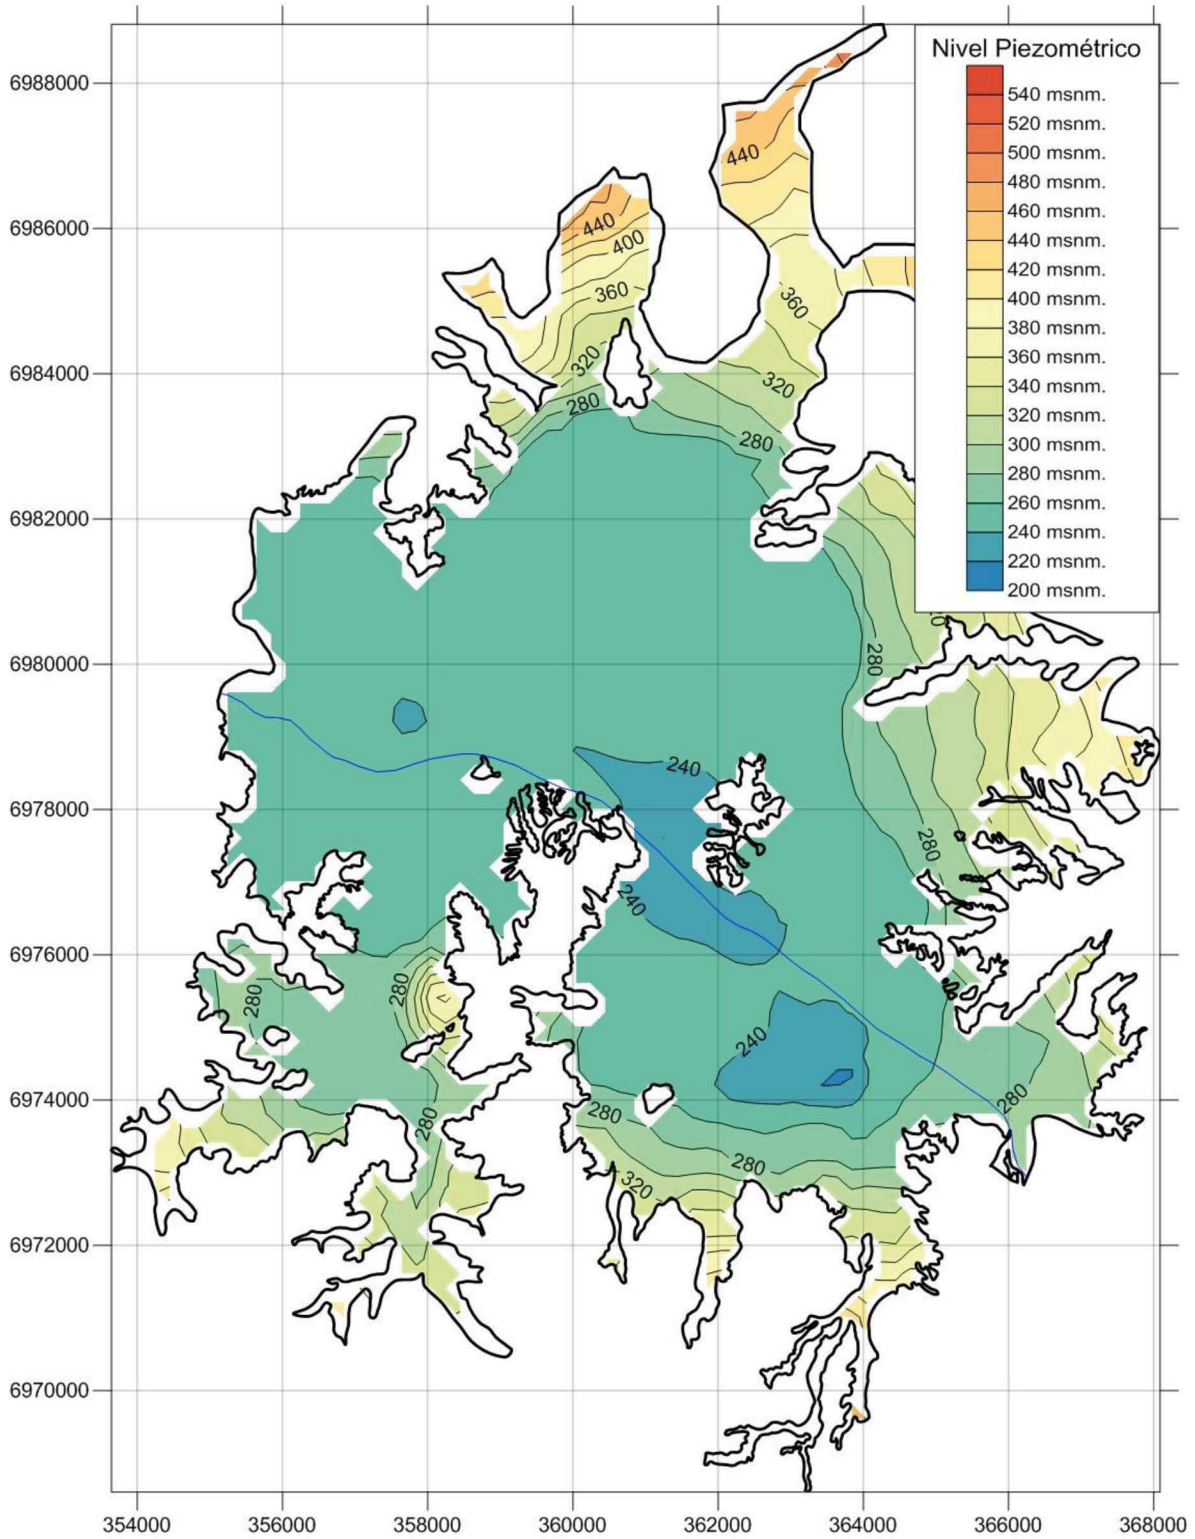 Nivel Piezométrico
540 msnm.
520 msnm.
500 msnm.
480 msnm.
460 msnm.
440 msnm.
420 msnm.
400 msnm.
380 msnm.
360 msnm.
340 msnm.
320 msnm.
300 msnm.
280 msnm.
260 msnm.
240 msnm.
220 msnm.
200 msnm.
6988000
6986000
6984000
6982000
6980000
6978000
6976000
6974000
6972000
6970000
440
440
400
360
360
320
320
280
280
280
240
280
240
280
280
240
280
280
280
280
320
354000 356000 358000 360000 362000 364000 366000 368000